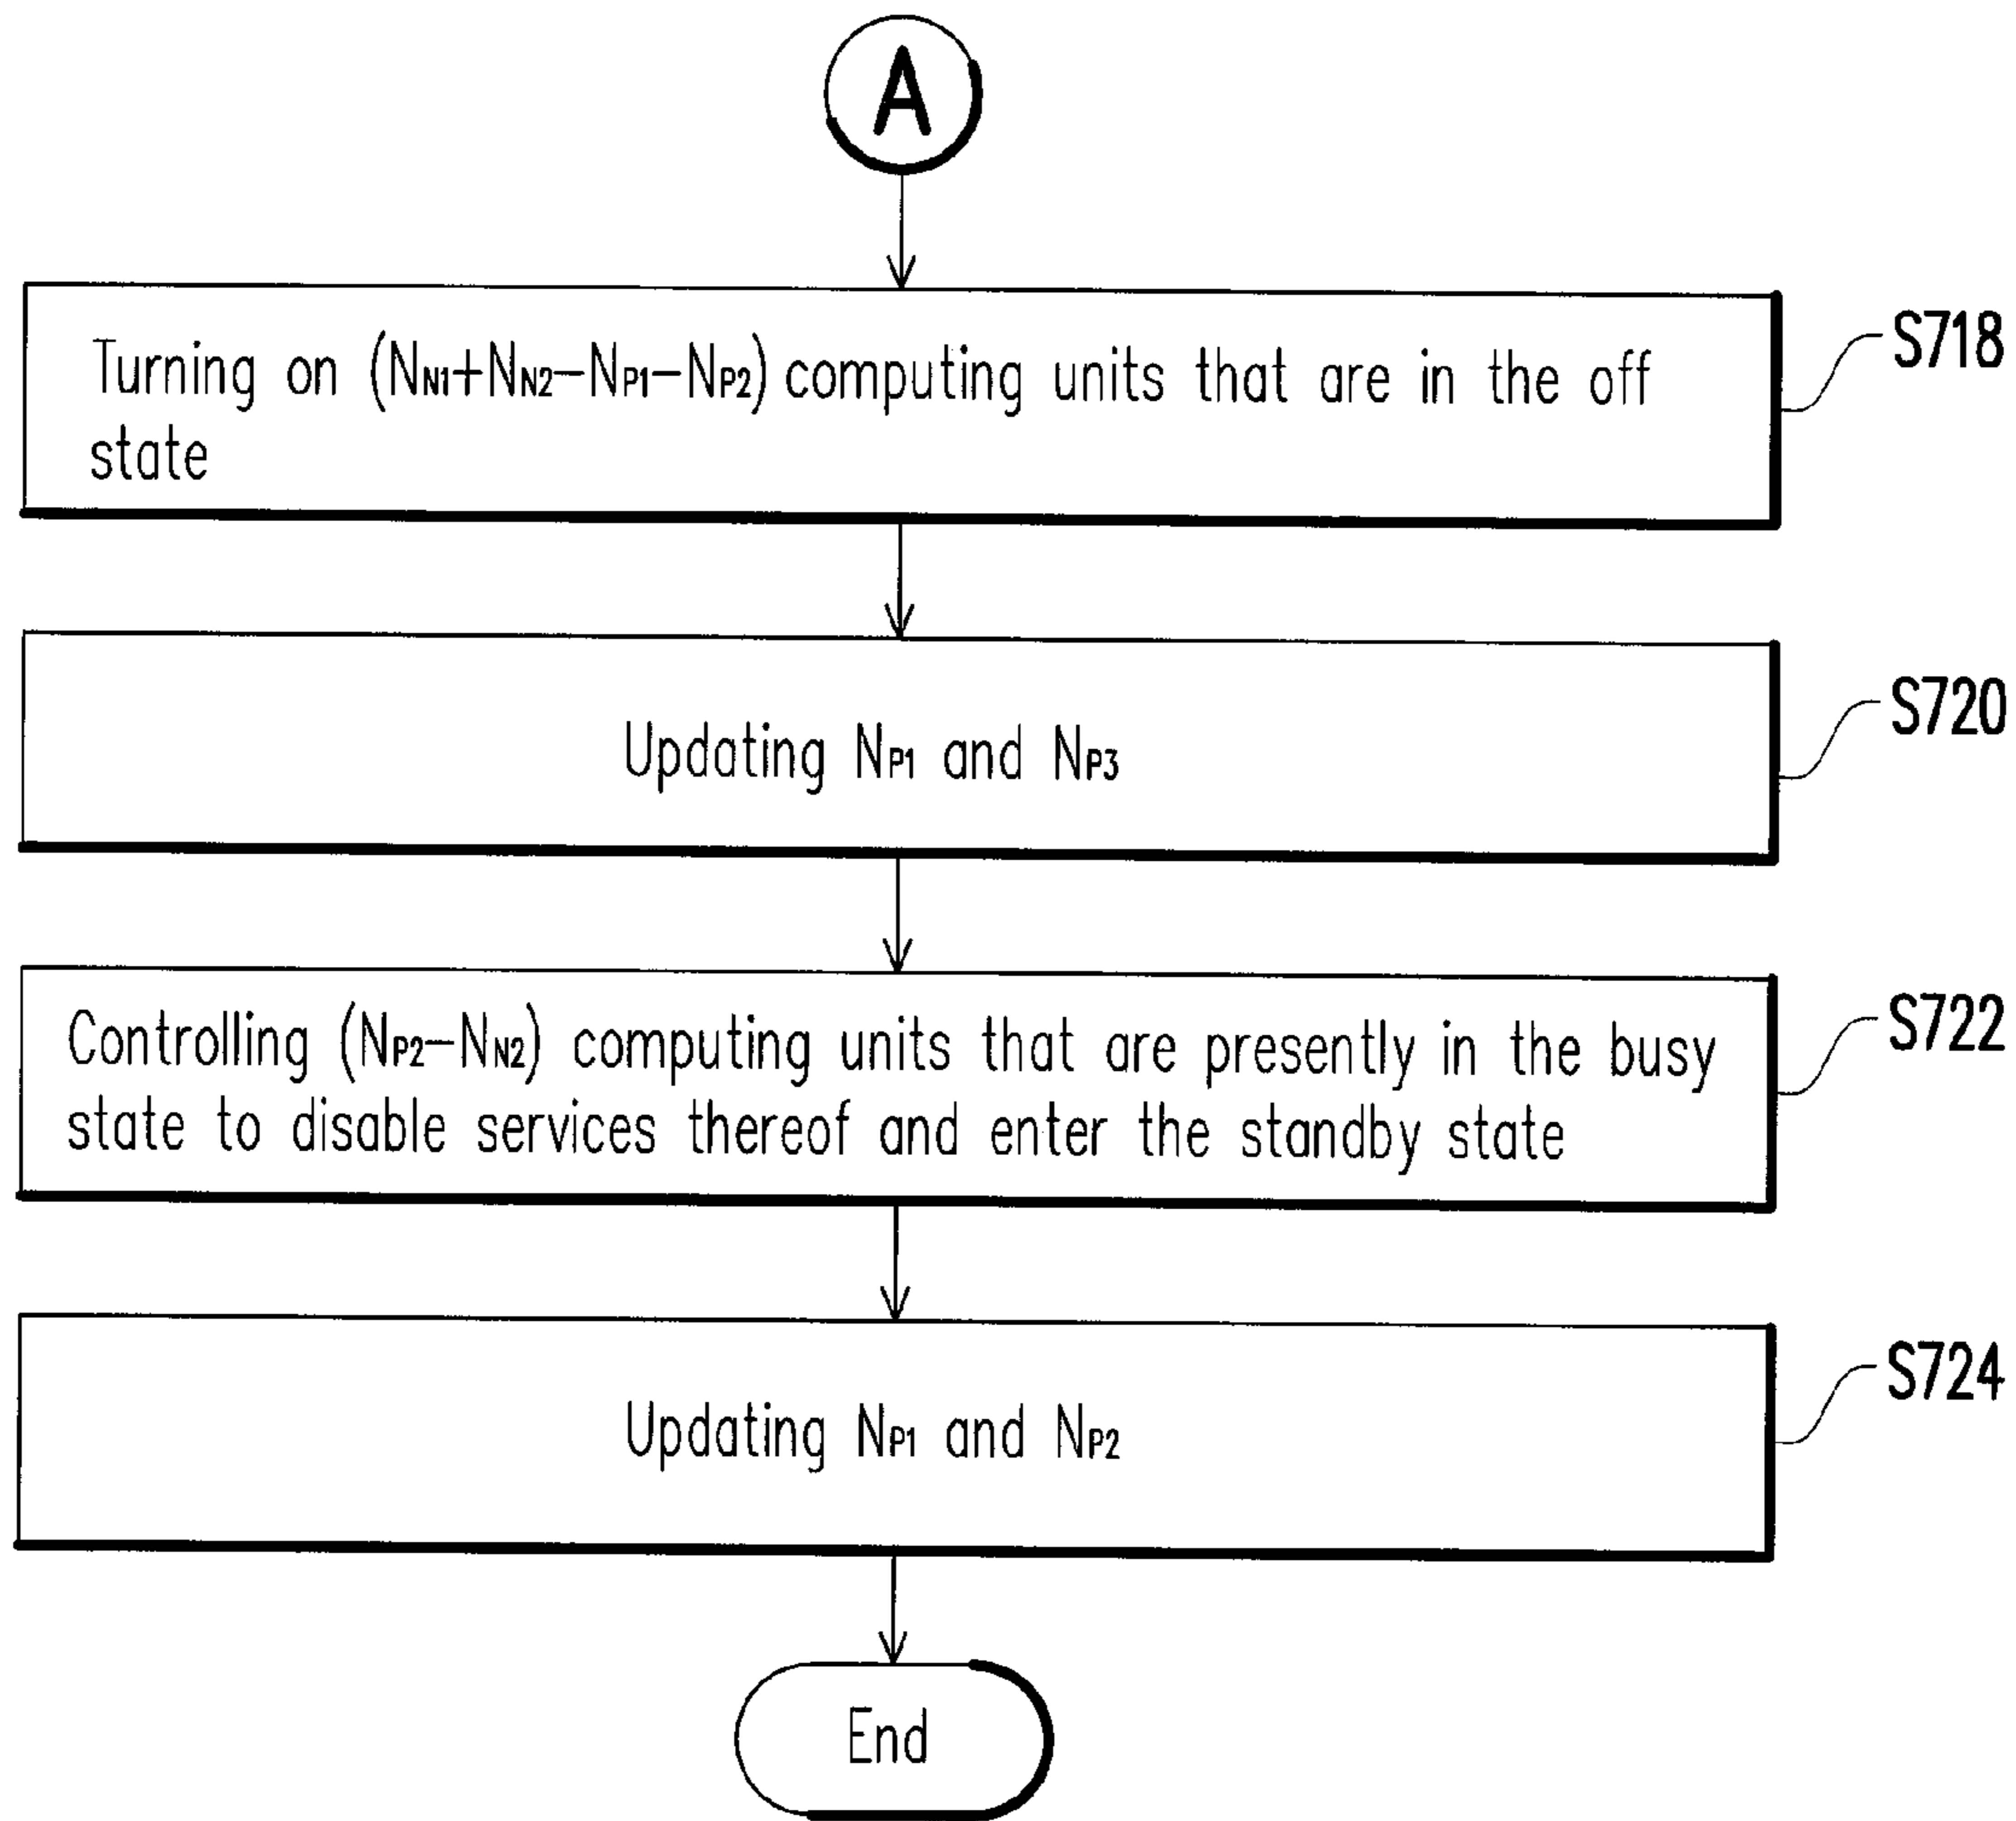 A
Turning on (NN1+NN2−NP1−NP2) computing units that are in the off
state
S718
Updating NP1 and NP3
S720
Controlling (NP2−NN2) computing units that are presently in the busy
state to disable services thereof and enter the standby state
S722
Updating NP1 and NP2
S724
End